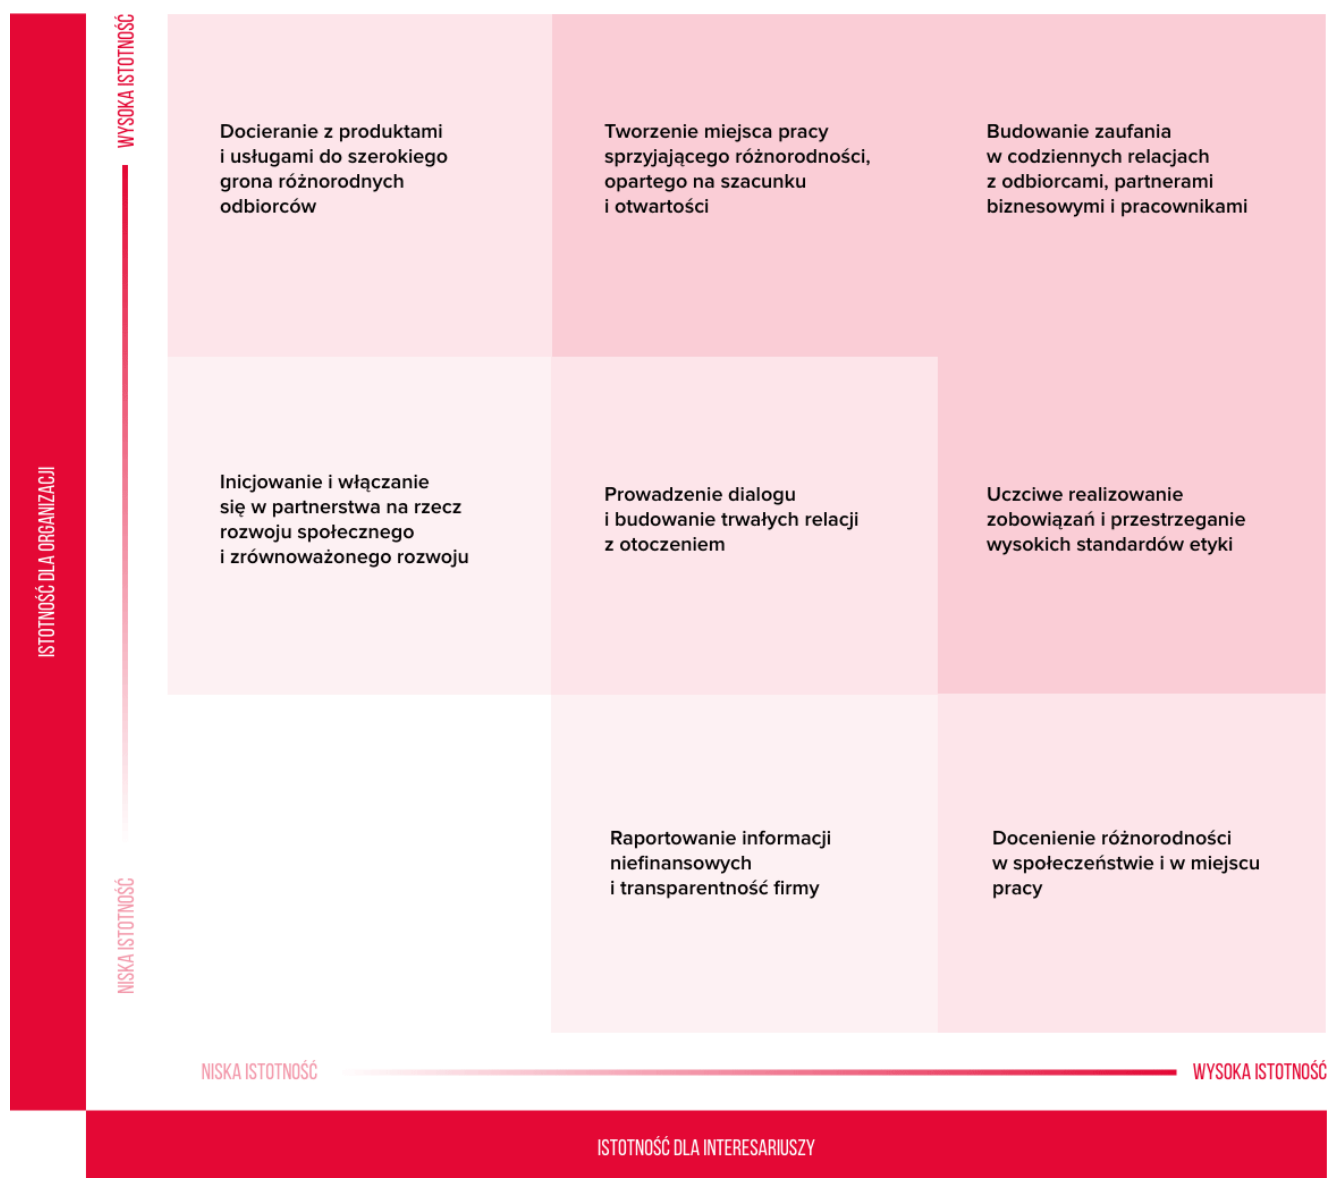 WYSOKA ISTOTNOŚĆ
ISTOTNOŚĆ DLA ORGANIZACJI
NISKA ISTOTNOŚĆ
Docieranie z produktami
i usługami do szerokiego
grona różnorodnych
odbiorców
Tworzenie miejsca pracy
sprzyjającego różnorodności,
opartego na szacunku
i otwartości
Budowanie zaufania
w codziennych relacjach
z odbiorcami, partnerami
biznesowymi i pracownikami
Inicjowanie i włączanie
się w partnerstwa na rzecz
rozwoju społecznego
i zrównoważonego rozwoju
Prowadzenie dialogu
i budowanie trwałych relacji
z otoczeniem
Uczciwe realizowanie
zobowiązań i przestrzeganie
wysokich standardów etyki
Raportowanie informacji
niefinansowych
i transparentność firmy
Docenienie różnorodności
w społeczeństwie i w miejscu
pracy
NISKA ISTOTNOŚĆ
WYSOKA ISTOTNOŚĆ
ISTOTNOŚĆ DLA INTERESARIUSZY